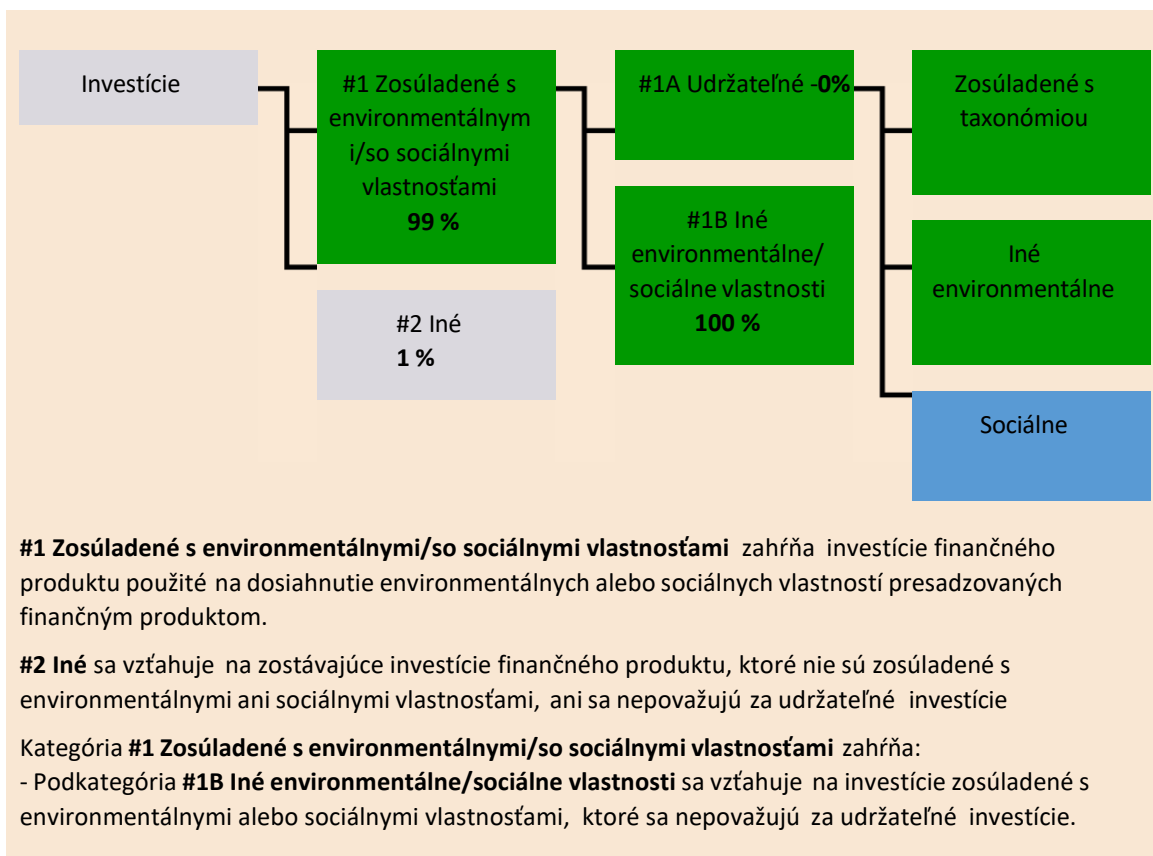 Investície
#1 Zosúladené s
environmentálnym
i/so sociálnymi
vlastnosťami
99 %
#2 Iné
1 %
#1A Udržateľné -0%
#1B Iné
environmentálne/
sociálne vlastnosti
100 %
Zosúladené s
taxonómiou
Iné
environmentálne
Sociálne
#1 Zosúladené s environmentálnymi/so sociálnymi vlastnosťami zahŕňa investície finančného
produktu použité na dosiahnutie environmentálnych alebo sociálnych vlastností presadzovaných
finančným produktom.
#2 Iné sa vzťahuje na zostávajúce investície finančného produktu, ktoré nie sú zosúladené s
environmentálnymi ani sociálnymi vlastnosťami, ani sa nepovažujú za udržateľné investície
Kategória #1 Zosúladené s environmentálnymi/so sociálnymi vlastnosťami zahŕňa:
- Podkategória #1B Iné environmentálne/sociálne vlastnosti sa vzťahuje na investície zosúladené s
environmentálnymi alebo sociálnymi vlastnosťami, ktoré sa nepovažujú za udržateľné investície.